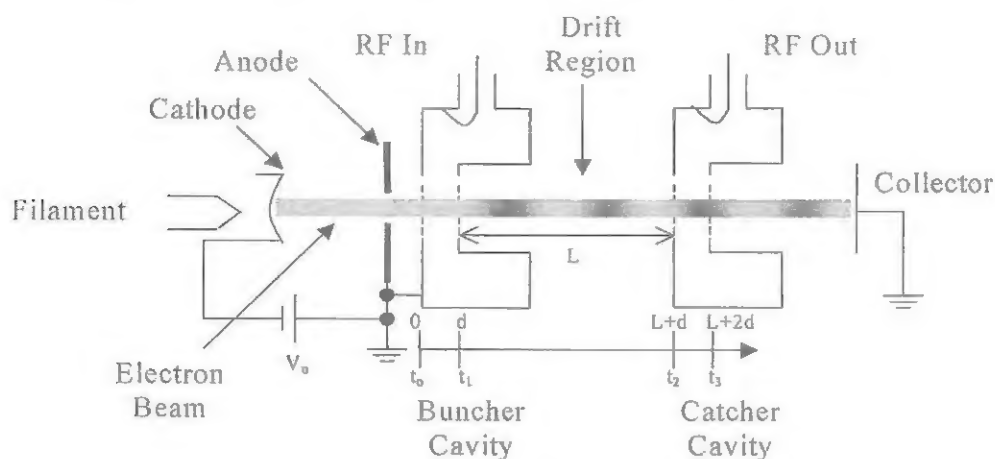 RF In
Drift
Region
RF Out
Anode
Cathode
Filament
Collector
L
0 d L+d L+2d
V₀
t₀ t₁ t₂ t₃
Electron
Beam
Buncher
Cavity
Catcher
Cavity